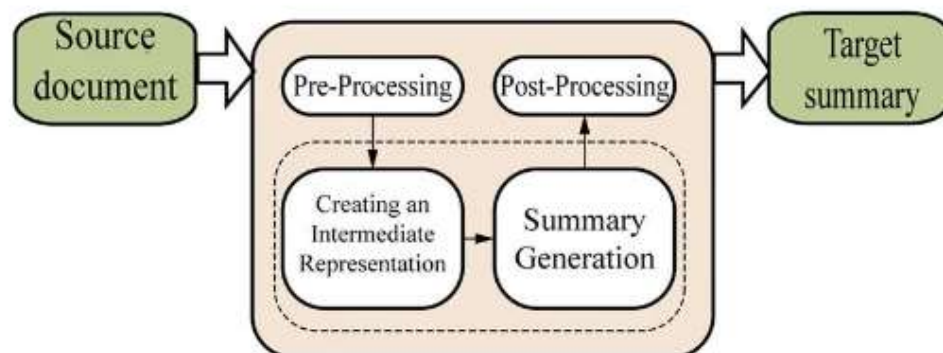 Source
document
Pre-Processing
Post-Processing
Target
summary
Creating an
Intermediate
Representation
Summary
Generation